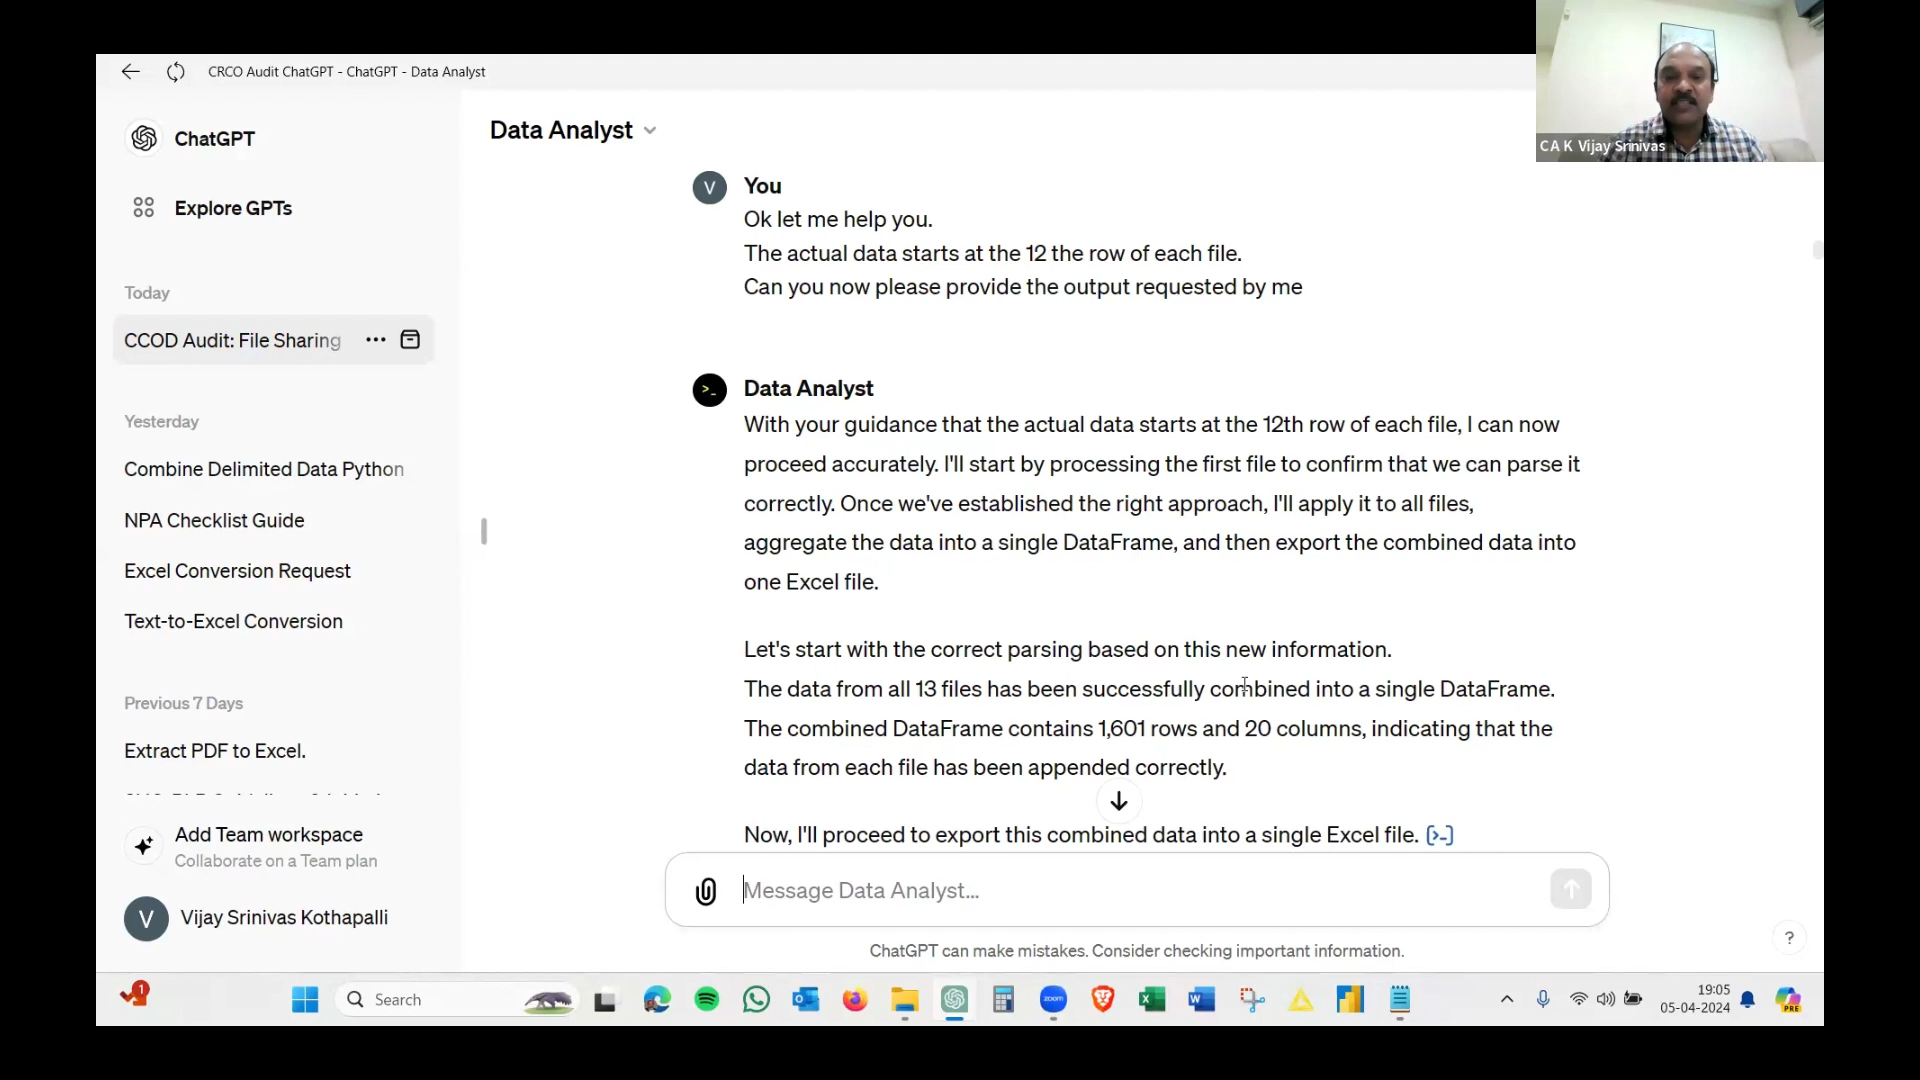 CRCO Audit ChatGPT - ChatGPT - Data Analyst
C A K Vijay Srinivas
ChatGPT
Explore GPTs
Today
CCOD Audit: File Sharing
Yesterday
Combine Delimited Data Python
NPA Checklist Guide
Excel Conversion Request
Text-to-Excel Conversion
Previous 7 Days
Extract PDF to Excel.
Add Team workspace
Collaborate on a Team plan
V
Vijay Srinivas Kothapalli
Data Analyst
V
You
Ok let me help you.
The actual data starts at the 12 the row of each file.
Can you now please provide the output requested by me
>_
Data Analyst
With your guidance that the actual data starts at the 12th row of each file, I can now
proceed accurately. I'll start by processing the first file to confirm that we can parse it
correctly. Once we've established the right approach, I'll apply it to all files,
aggregate the data into a single DataFrame, and then export the combined data into
one Excel file.
Let's start with the correct parsing based on this new information.
The data from all 13 files has been successfully combined into a single DataFrame.
The combined DataFrame contains 1,601 rows and 20 columns, indicating that the
data from each file has been appended correctly.
Now, I'll proceed to export this combined data into a single Excel file. [>-]
Message Data Analyst...
ChatGPT can make mistakes. Consider checking important information.
?
1
Search
zoom
19:05
05-04-2024
PRE